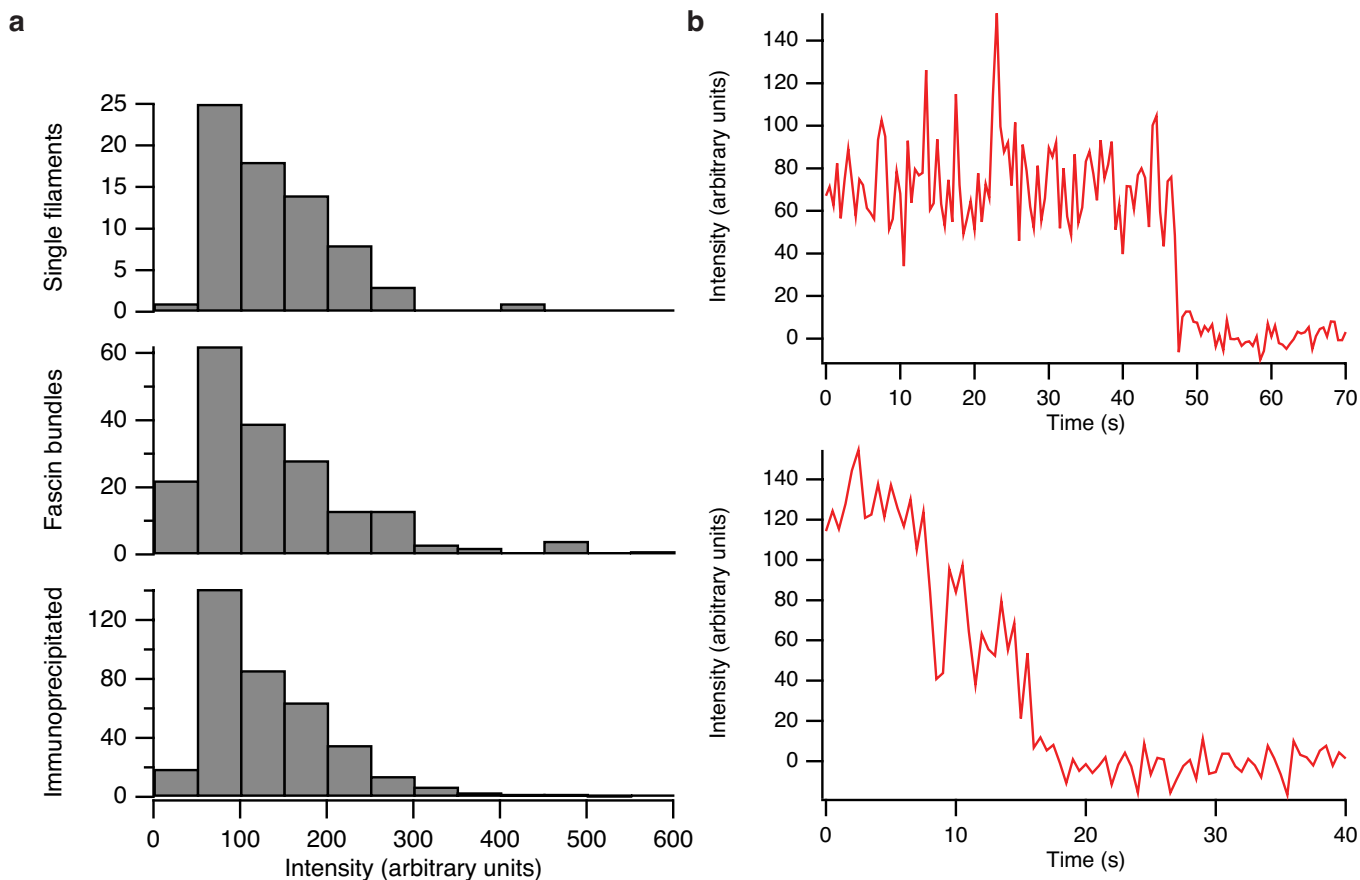 a
Single filaments
25
20
15
10
5
0
Fascin bundles
60
40
20
0
Immunoprecipitated
120
80
40
0
0 100 200 300 400 500 600
Intensity (arbitrary units)
b
Intensity (arbitrary units)
140
120
100
80
60
40
20
0
0 10 20 30 40 50 60 70
Time (s)
Intensity (arbitrary units)
140
120
100
80
60
40
20
0
0 10 20 30 40
Time (s)